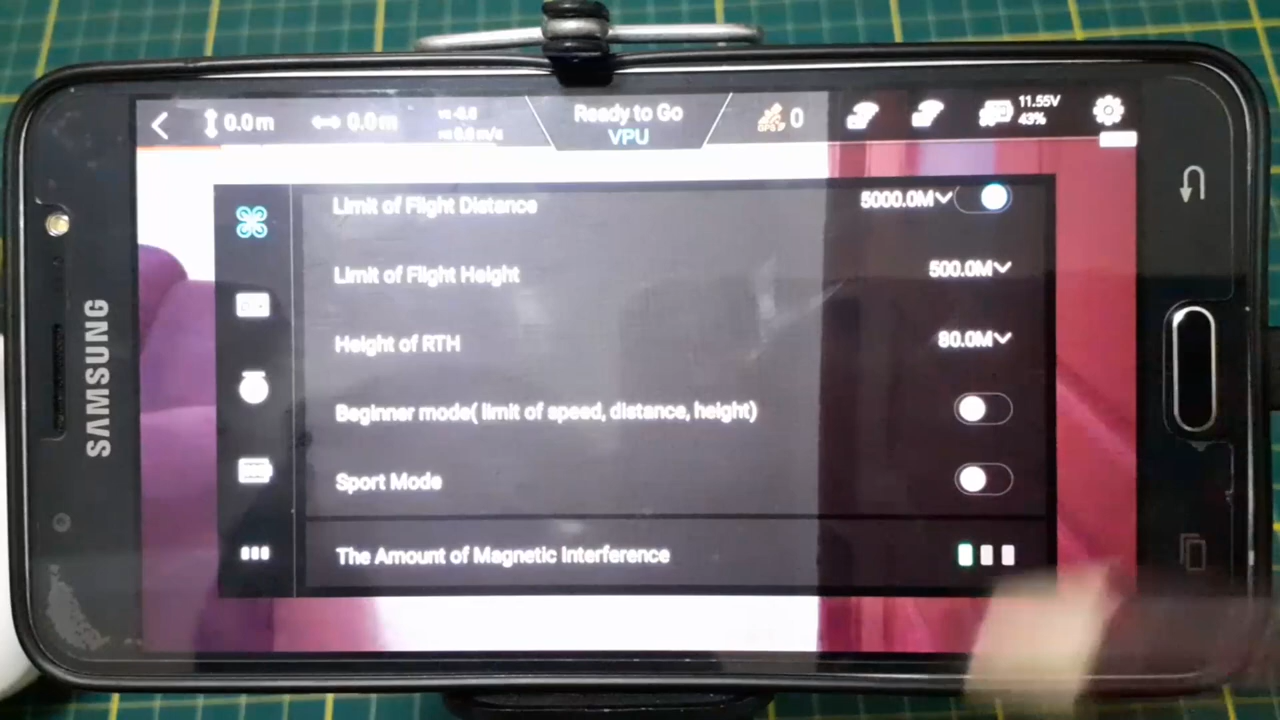 0.0m
0.0m
Ready to Go
VPU
0
11.55V
43%
Limit of Flight Distance
5000.0M
Limit of Flight Height
500.0M
Height of RTH
80.0M
Beginner mode( limit of speed, distance, height)
Sport Mode
The Amount of Magnetic Interference
SAMSUNG